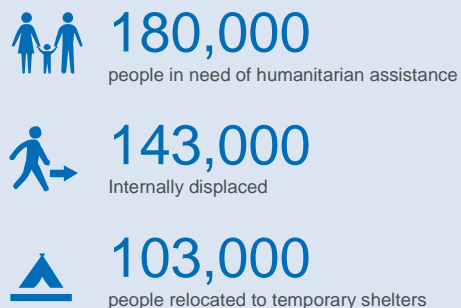 180,000
people in need of humanitarian assistance
143,000
Internally displaced
103,000
people relocated to temporary shelters